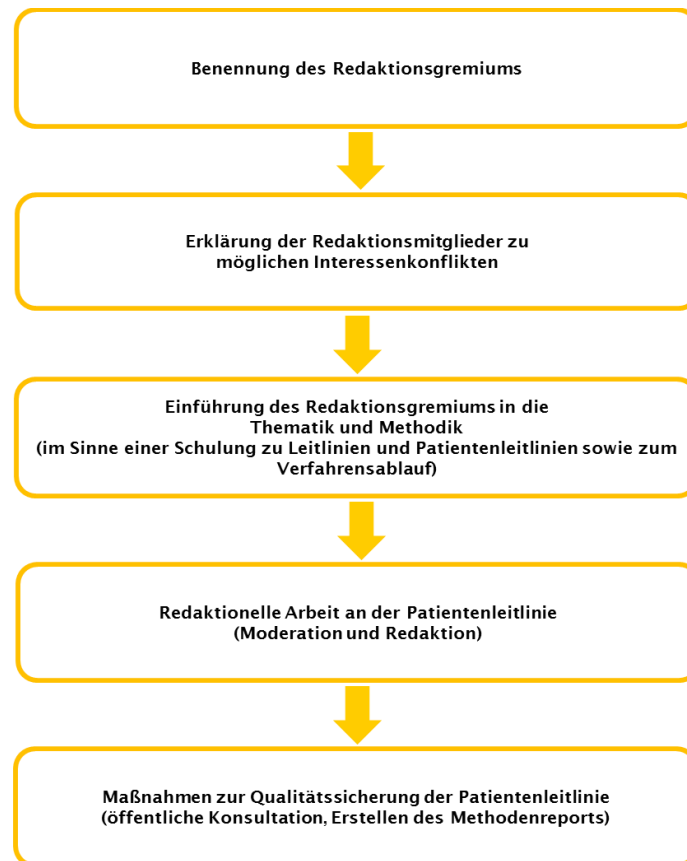 Benennung des Redaktionsgremiums
Erklärung der Redaktionsmitglieder zu
möglichen Interessenkonflikten
Einführung des Redaktionsgremiums in die
Thematik und Methodik
(im Sinne einer Schulung zu Leitlinien und Patientenleitlinien sowie zum
Verfahrensablauf)
Redaktionelle Arbeit an der Patientenleitlinie
(Moderation und Redaktion)
Maßnahmen zur Qualitätssicherung der Patientenleitlinie
(öffentliche Konsultation, Erstellen des Methodenreports)